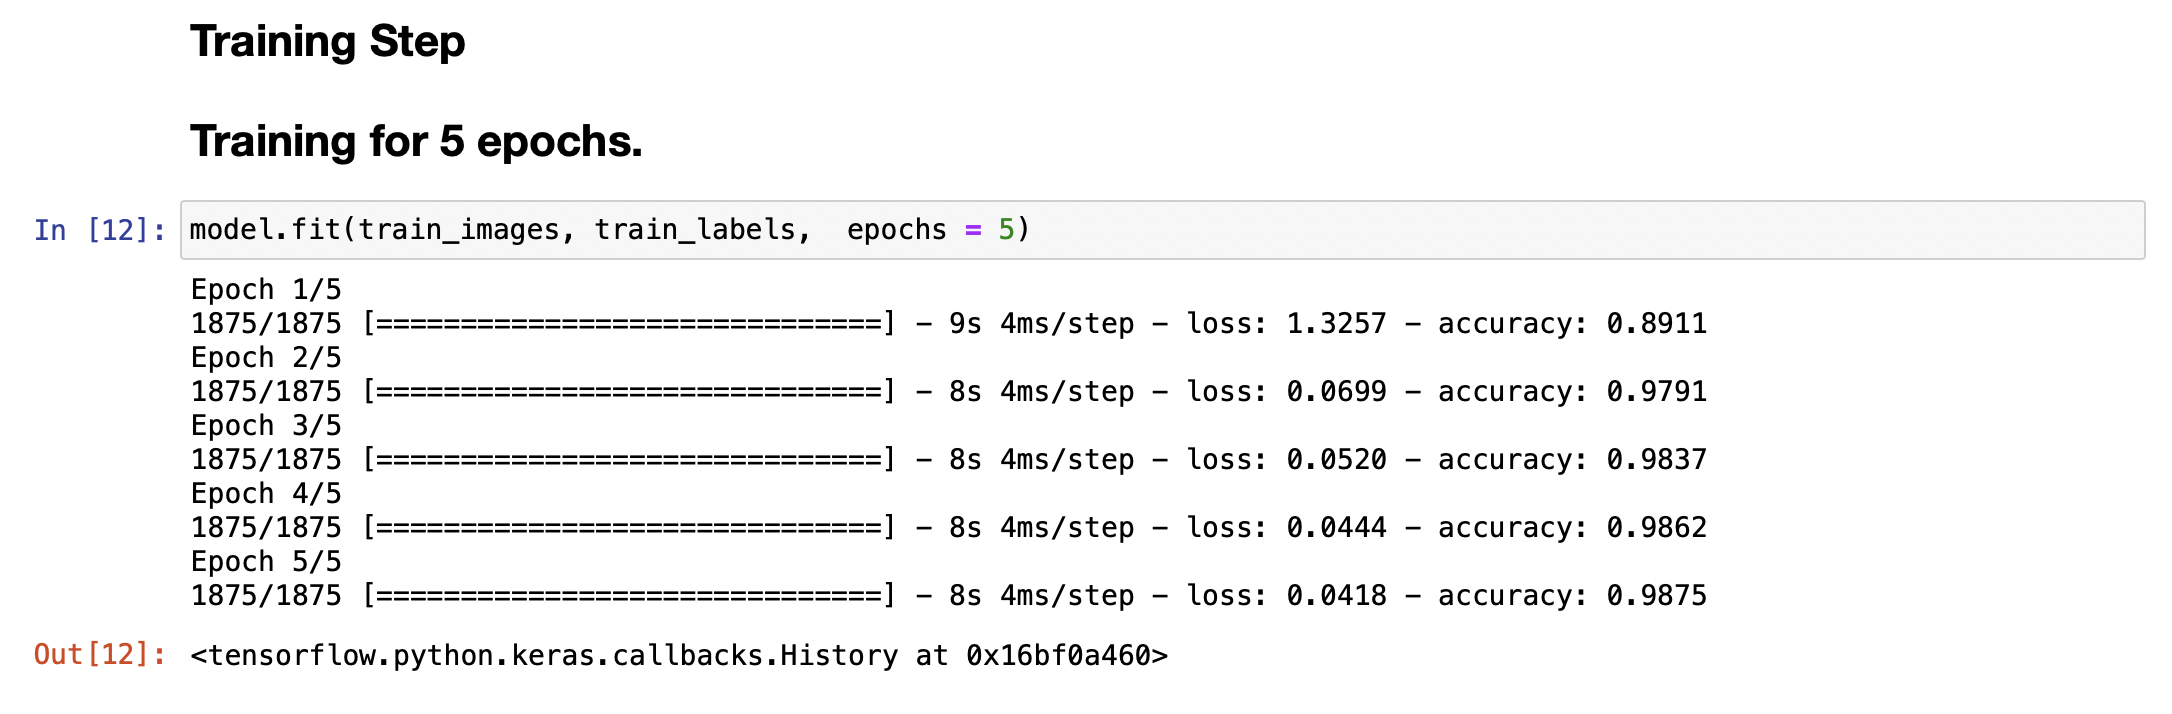 Training Step
Training for 5 epochs.
In [12]: model.fit(train_images, train_labels,  epochs = 5)
Epoch 1/5
1875/1875 [==============================] - 9s 4ms/step - loss: 1.3257 - accuracy: 0.8911
Epoch 2/5
1875/1875 [==============================] - 8s 4ms/step - loss: 0.0699 - accuracy: 0.9791
Epoch 3/5
1875/1875 [==============================] - 8s 4ms/step - loss: 0.0520 - accuracy: 0.9837
Epoch 4/5
1875/1875 [==============================] - 8s 4ms/step - loss: 0.0444 - accuracy: 0.9862
Epoch 5/5
1875/1875 [==============================] - 8s 4ms/step - loss: 0.0418 - accuracy: 0.9875
Out[12]: <tensorflow.python.keras.callbacks.History at 0x16bf0a460>